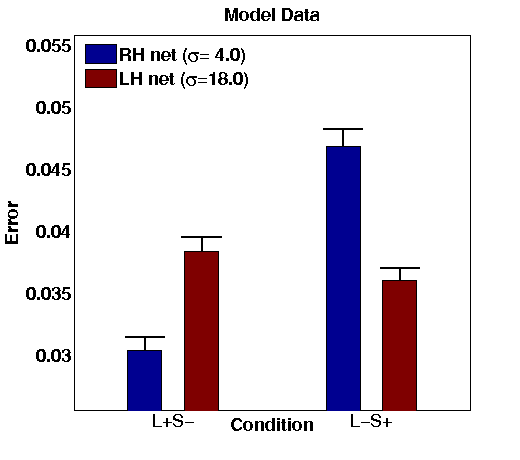 Model Data
RH net (σ= 4.0)
LH net (σ=18.0)
0.055
0.05
0.045
0.04
0.035
0.03
Error
L+S−
L−S+
Condition